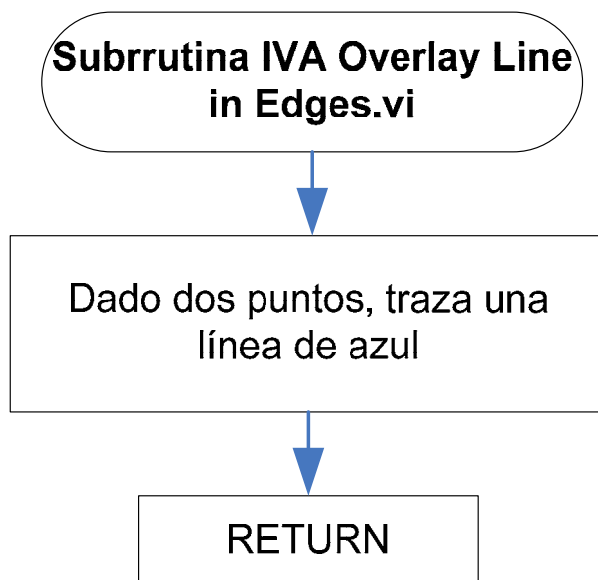 Subrrutina IVA Overlay Line
in Edges.vi
Dado dos puntos, traza una
línea de azul
RETURN